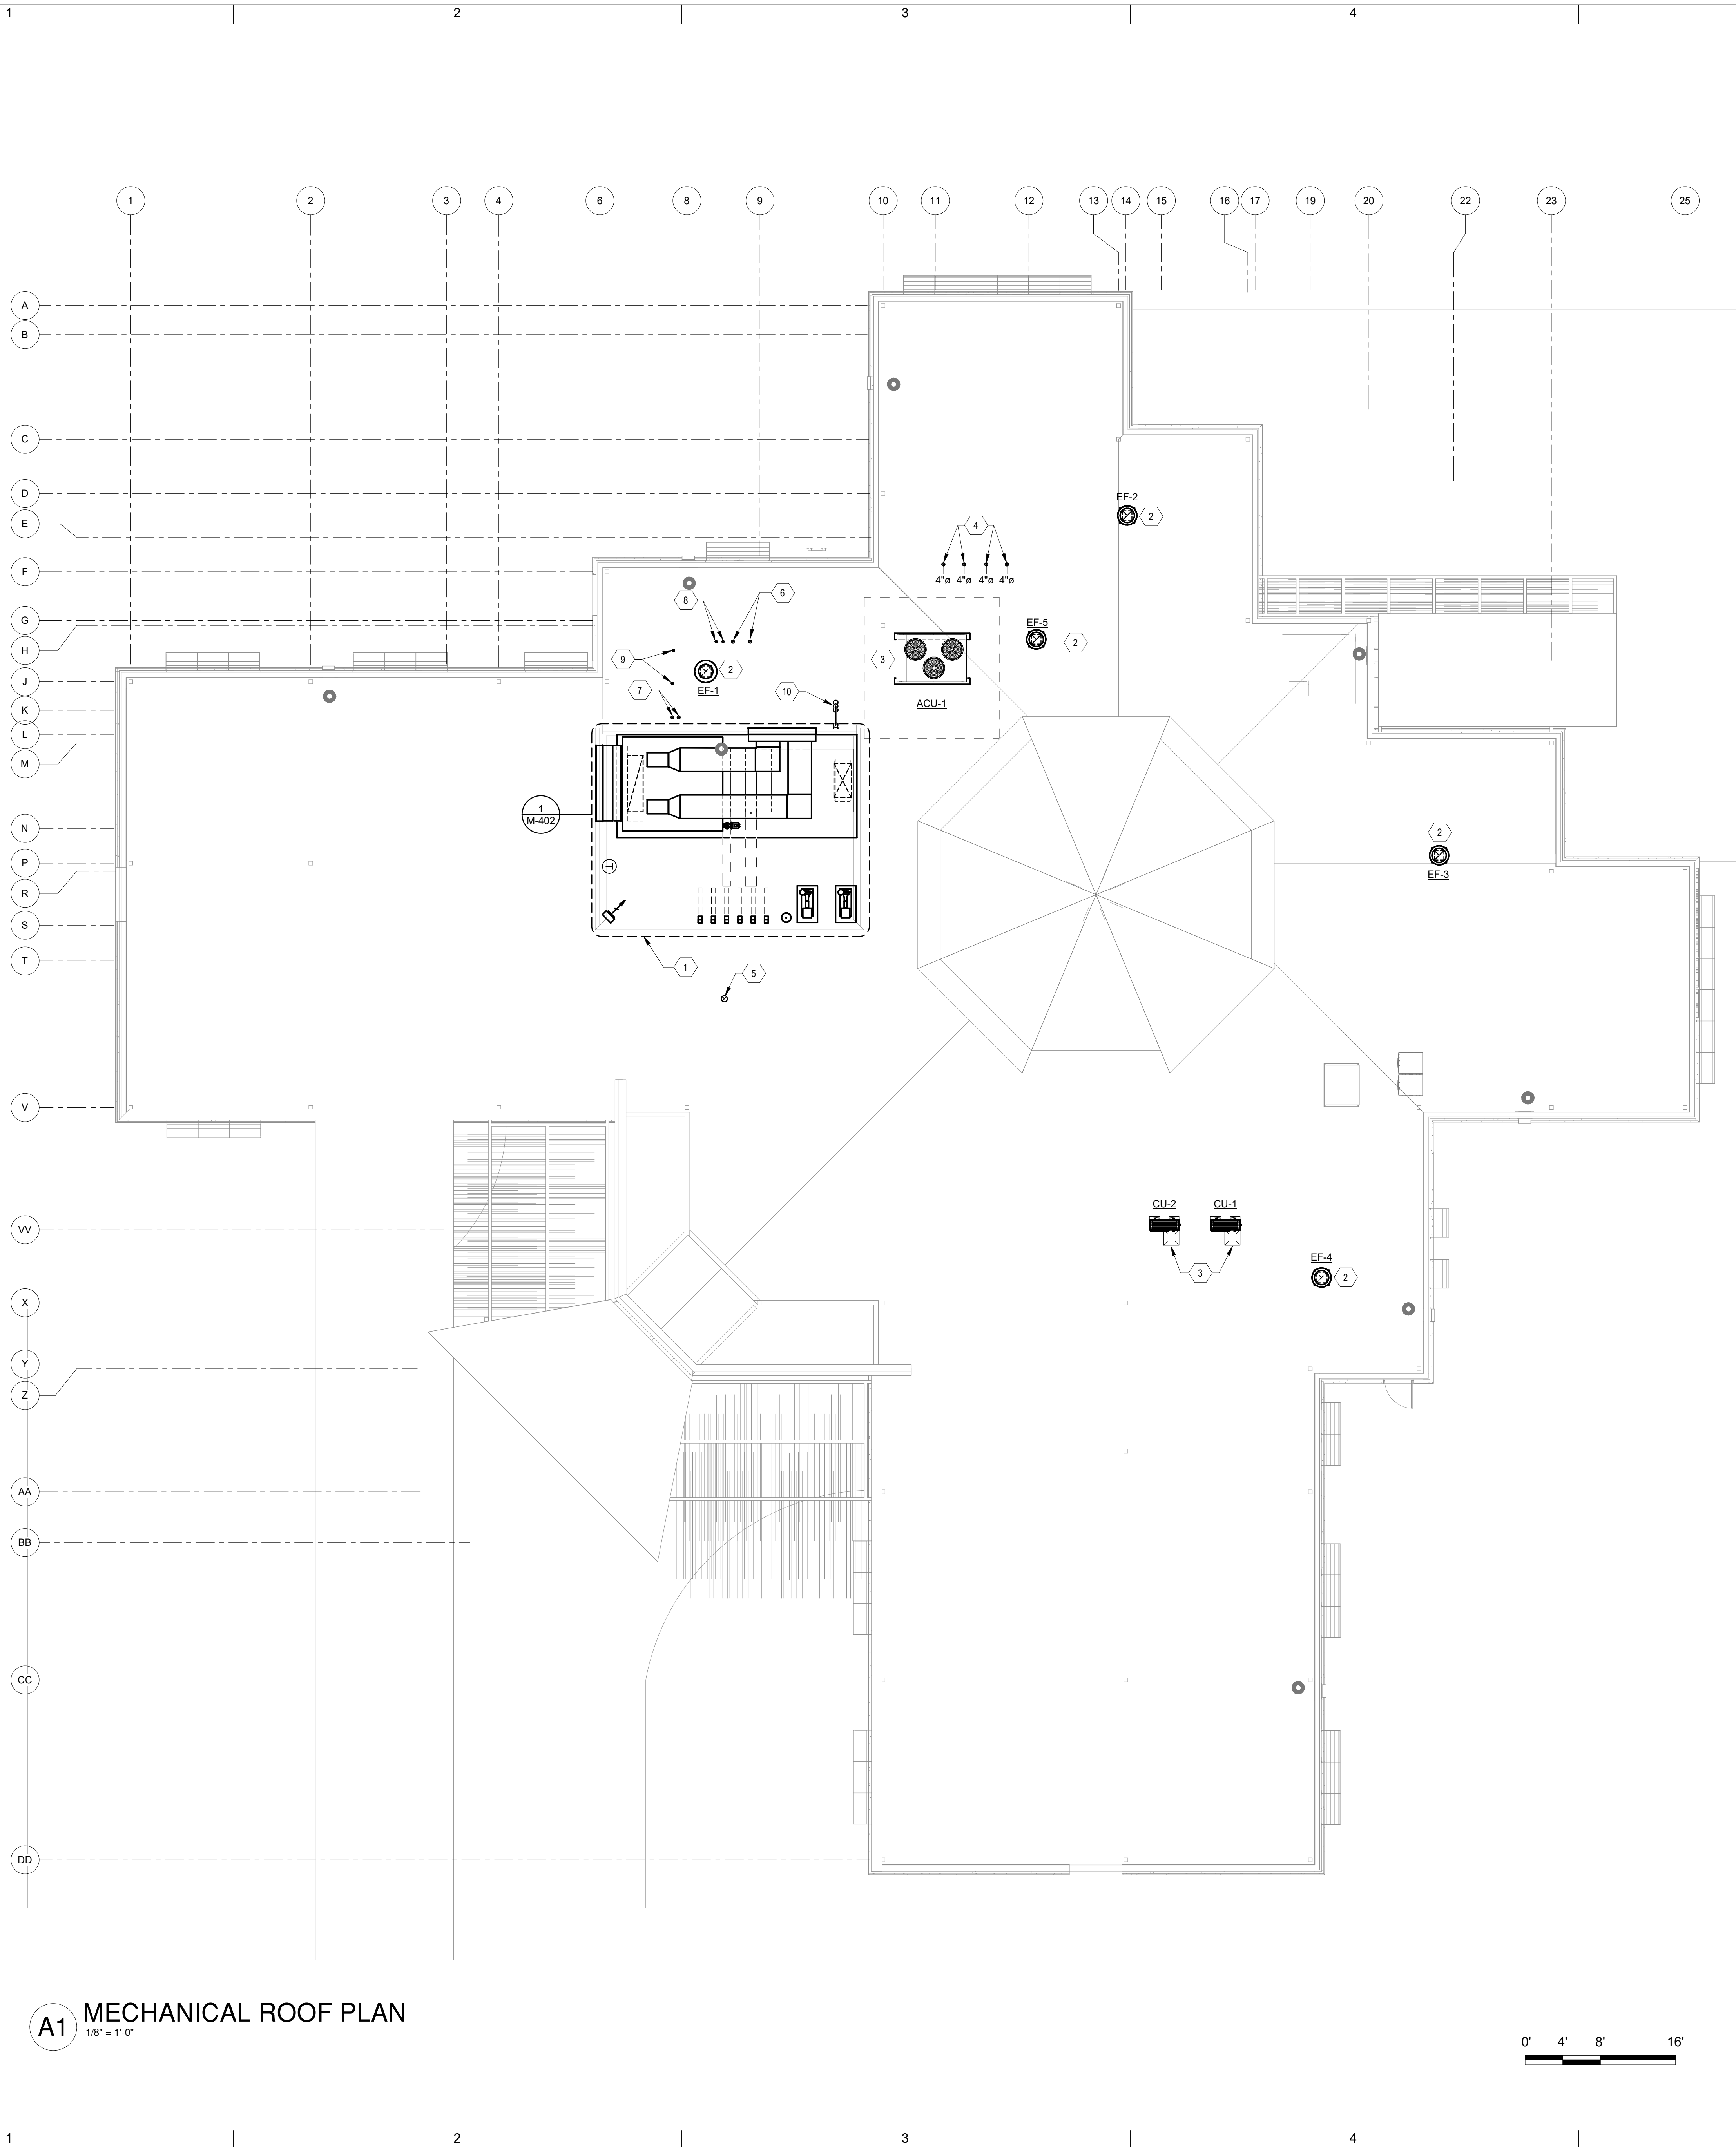 1 2 3 4
1 2 3 4 6 8 9 10 11 12 13 14 15 16 17 19 20 22 23 25
A
B
C
D
E
F
G
H
J
K
L
M
N
P
R
S
T
V
VV
X
Y
Z
AA
BB
CC
DD
EF-2
2
4
4"ø 4"ø 4"ø 4"ø
8
6
EF-5
2
9
3
2
EF-1
7
10
ACU-1
1
M-402
T
2
EF-3
1
5
CU-2 CU-1
3
EF-4
2
A1
MECHANICAL ROOF PLAN
1/8" = 1'-0"
0' 4' 8' 16'
1 2 3 4